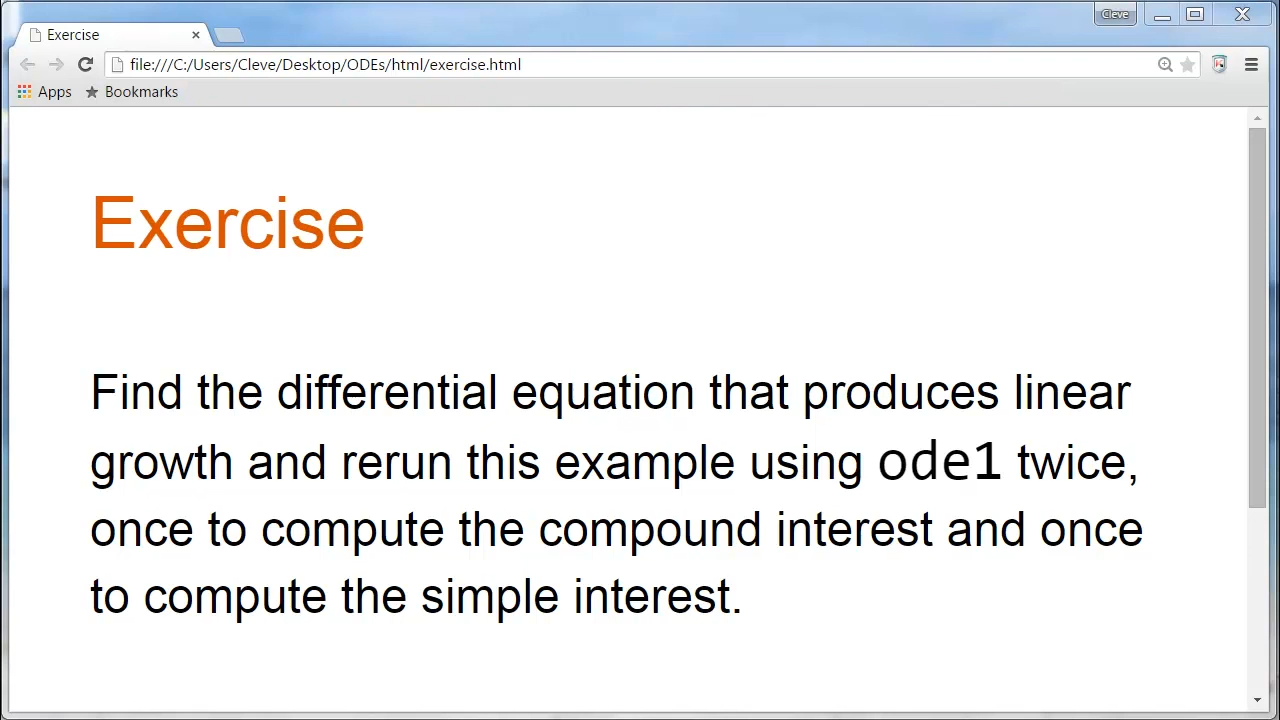 Cleve
Exercise
file:///C:/Users/Cleve/Desktop/ODEs/html/exercise.html
Apps Bookmarks
Exercise
Find the differential equation that produces linear
growth and rerun this example using ode1 twice,
once to compute the compound interest and once
to compute the simple interest.